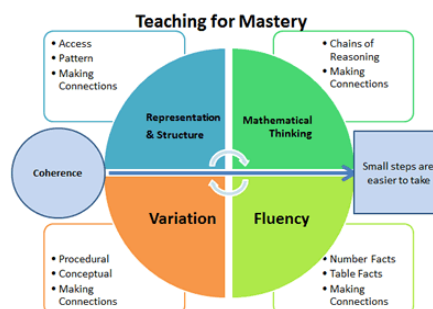 Teaching for Mastery
• Access
• Pattern
• Making
Connections
• Chains of
Reasoning
• Making
Connections
Representation
& Structure
Mathematical
Thinking
Coherence
Small steps are
easier to take
Variation
Fluency
• Procedural
• Conceptual
• Making
Connections
• Number Facts
• Table Facts
• Making
Connections